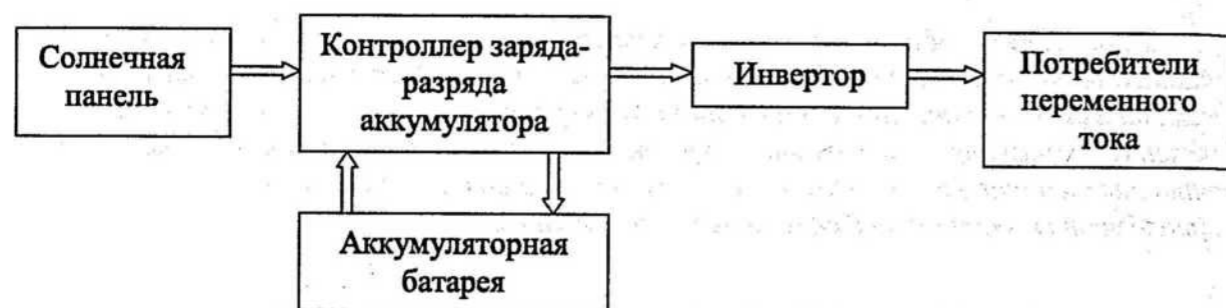 Солнечная
панель
Контроллер заряда-
разряда
аккумулятора
Инвертор
Потребители
переменного
тока
Аккумуляторная
батарея